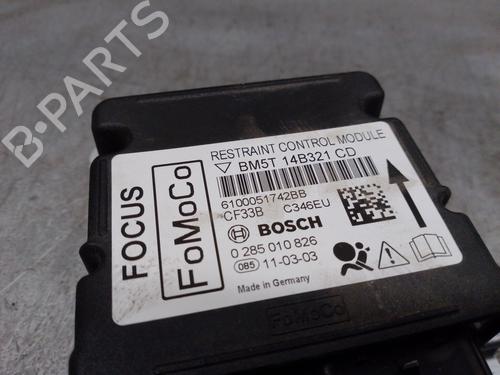 B-Parts
FOCUS
FoMoCo
RESTRAINT CONTROL MODULE
BM5T 14B321 CD
6100051742BB
CF33B C346EU
BOSCH
0 285 010 826
085 11-03-03
Made in Germany
FoMoCo